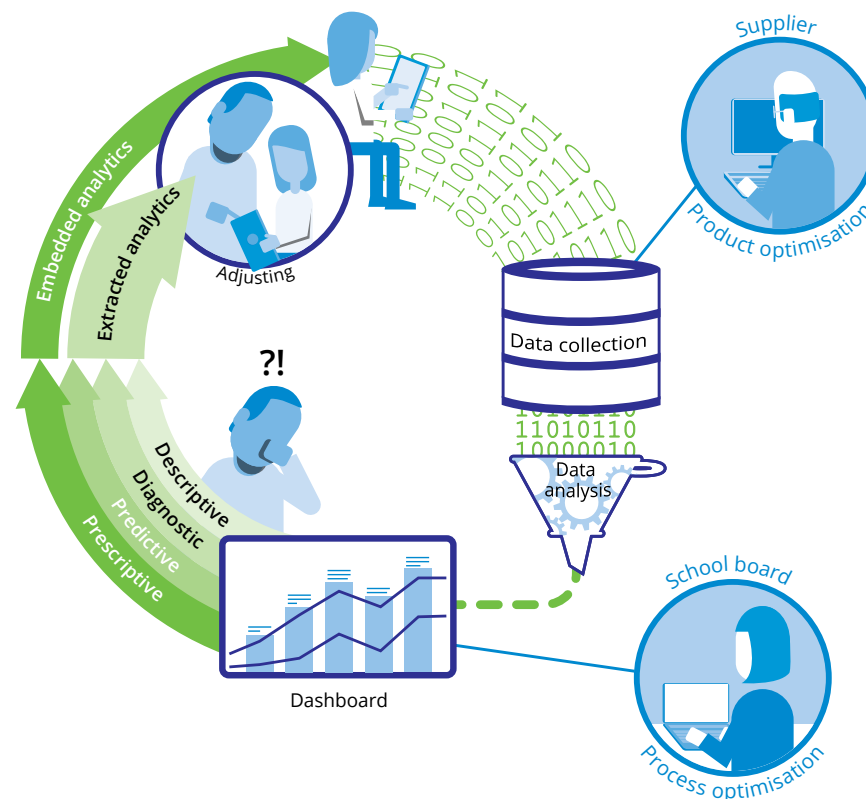 Supplier
Product optimisation
Embedded analytics
Extracted analytics
Adjusting
Data collection
10101110
11010110
10000010
Data
analysis
?!
Descriptive
Diagnostic
Predictive
Prescriptive
Dashboard
School board
Process optimisation